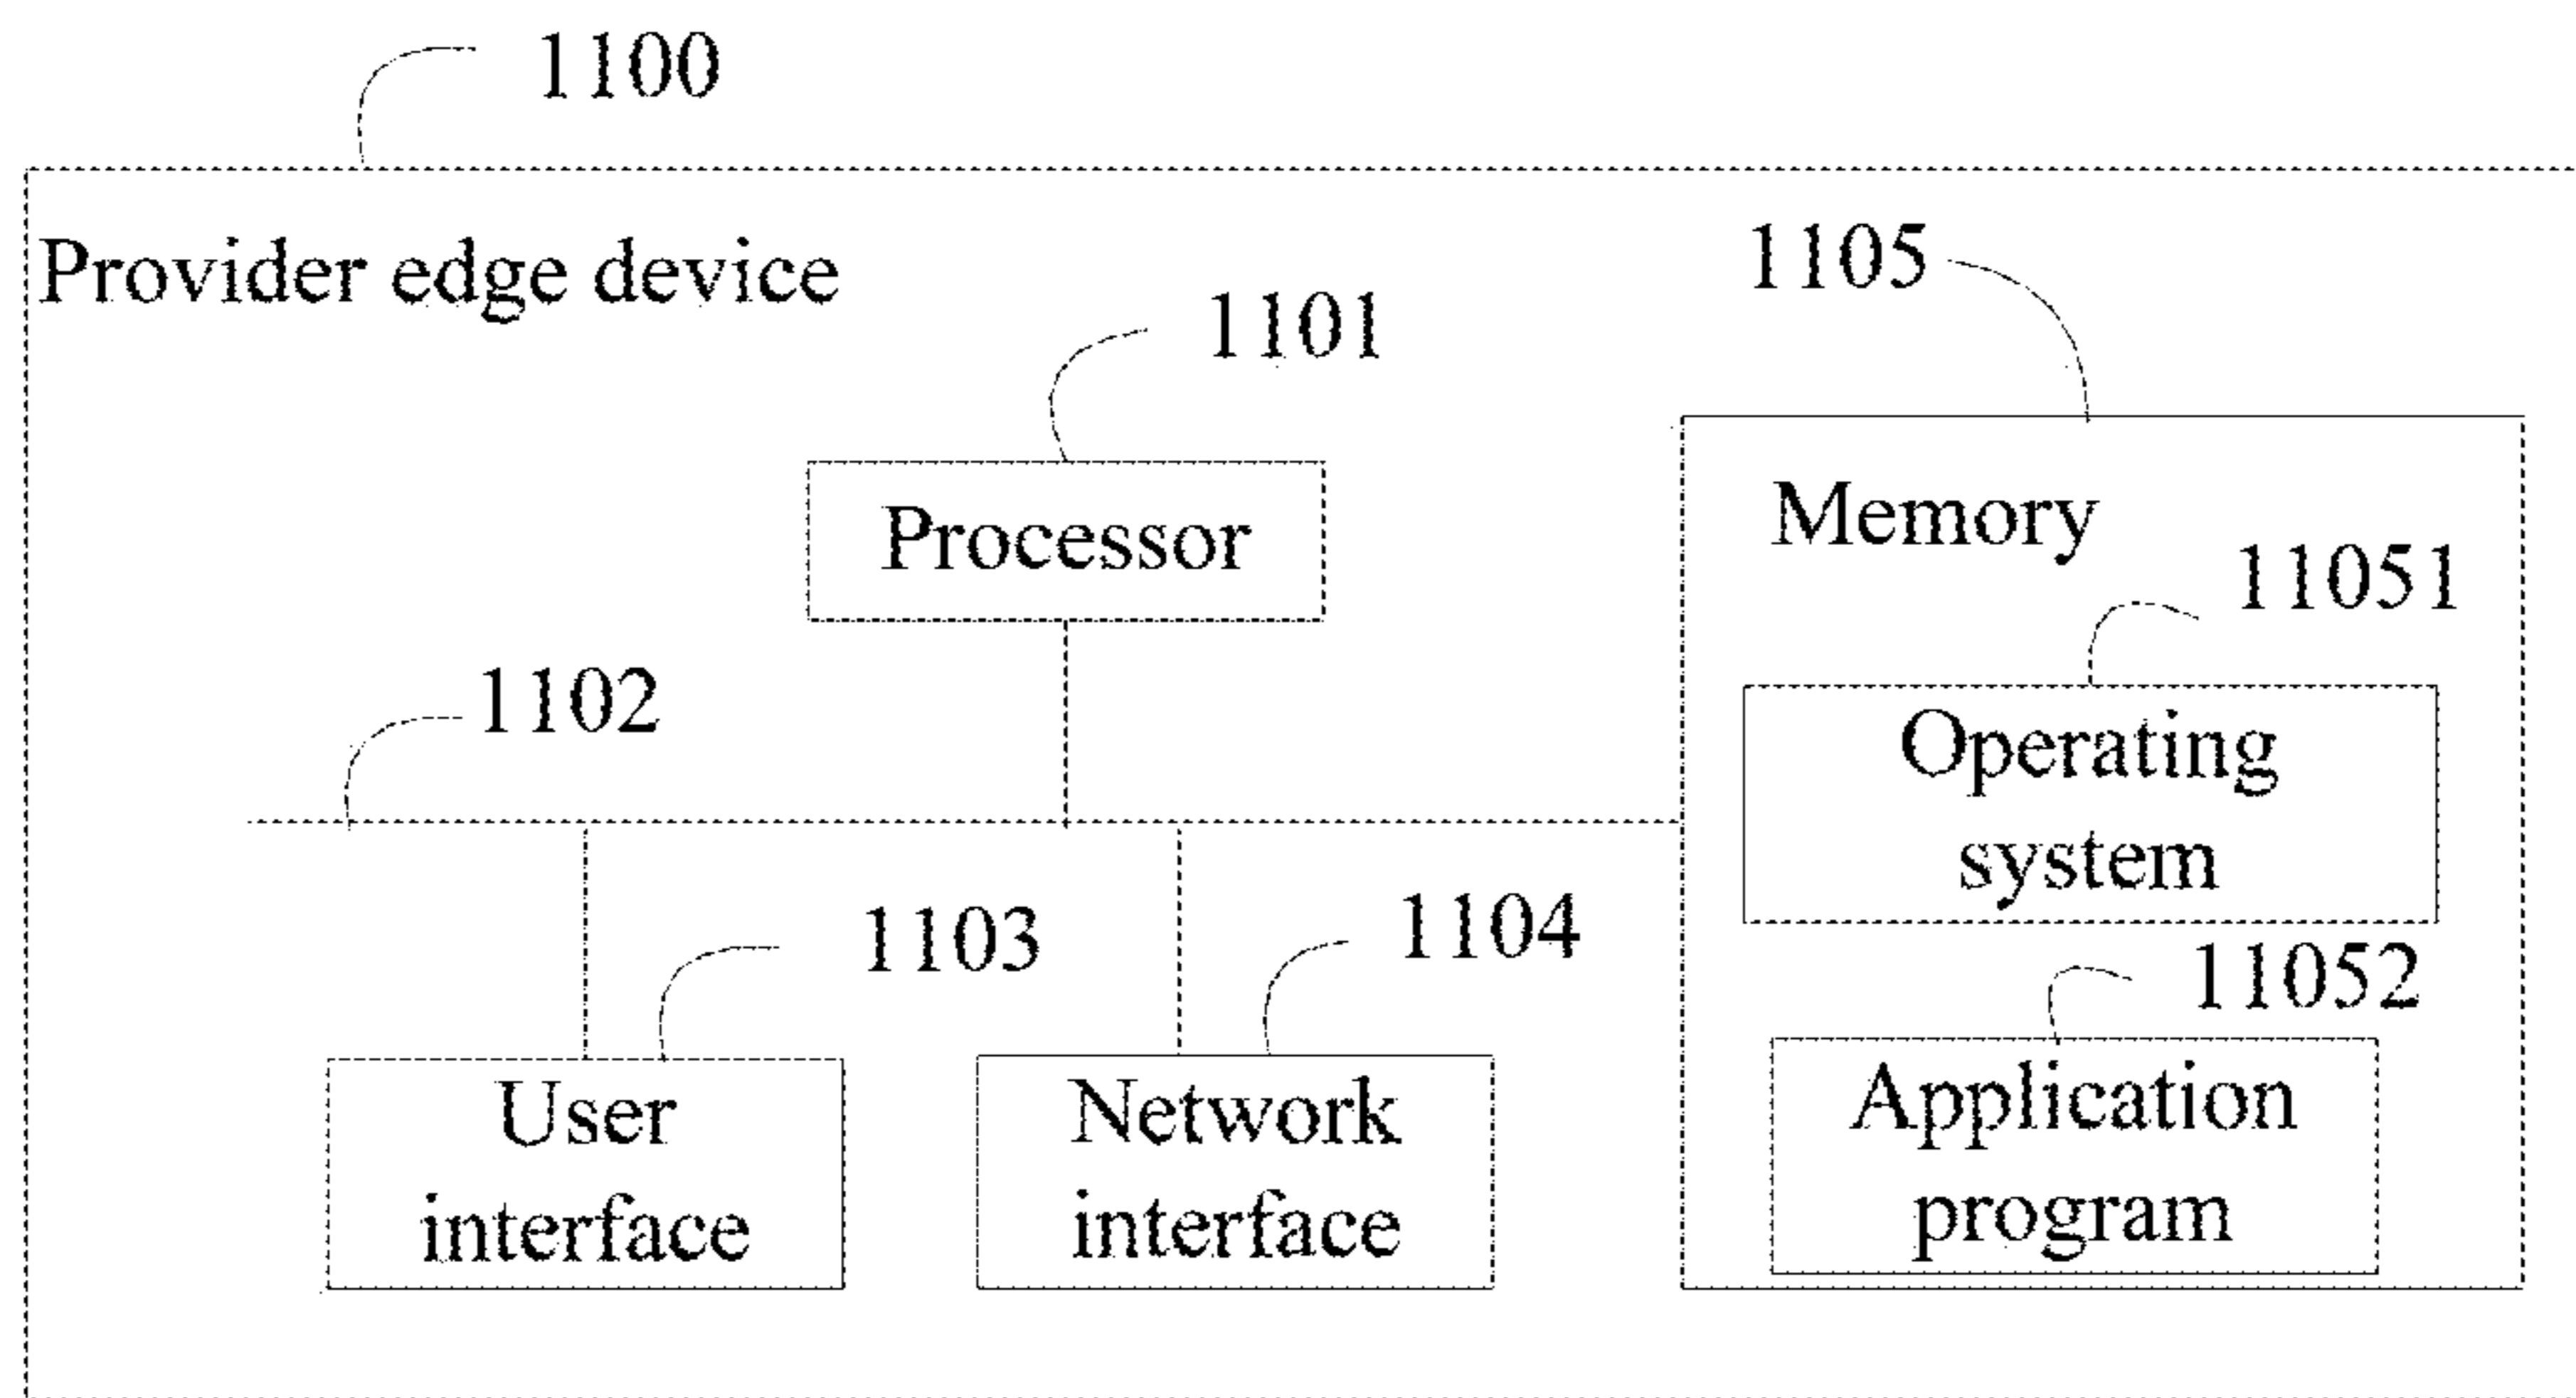 1100
Provider edge device
1105
1101
Processor
Memory
11051
1102
Operating
system
1103
1104
11052
User
interface
Network
interface
Application
program